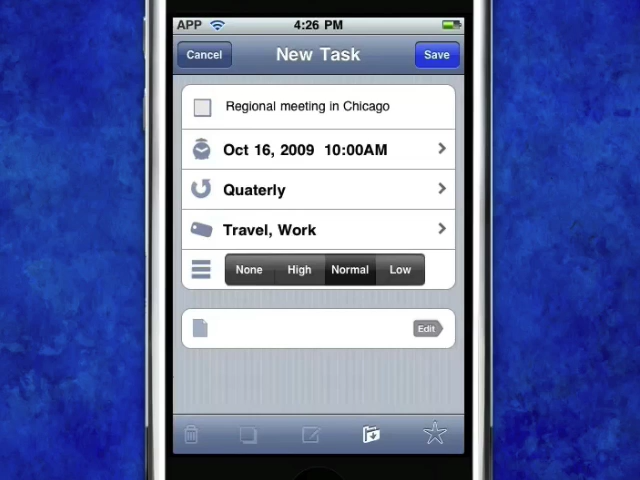 APP 4:26 PM
Cancel New Task Save
Regional meeting in Chicago
Oct 16, 2009 10:00AM
Quaterly
Travel, Work
None High Normal Low
Edit